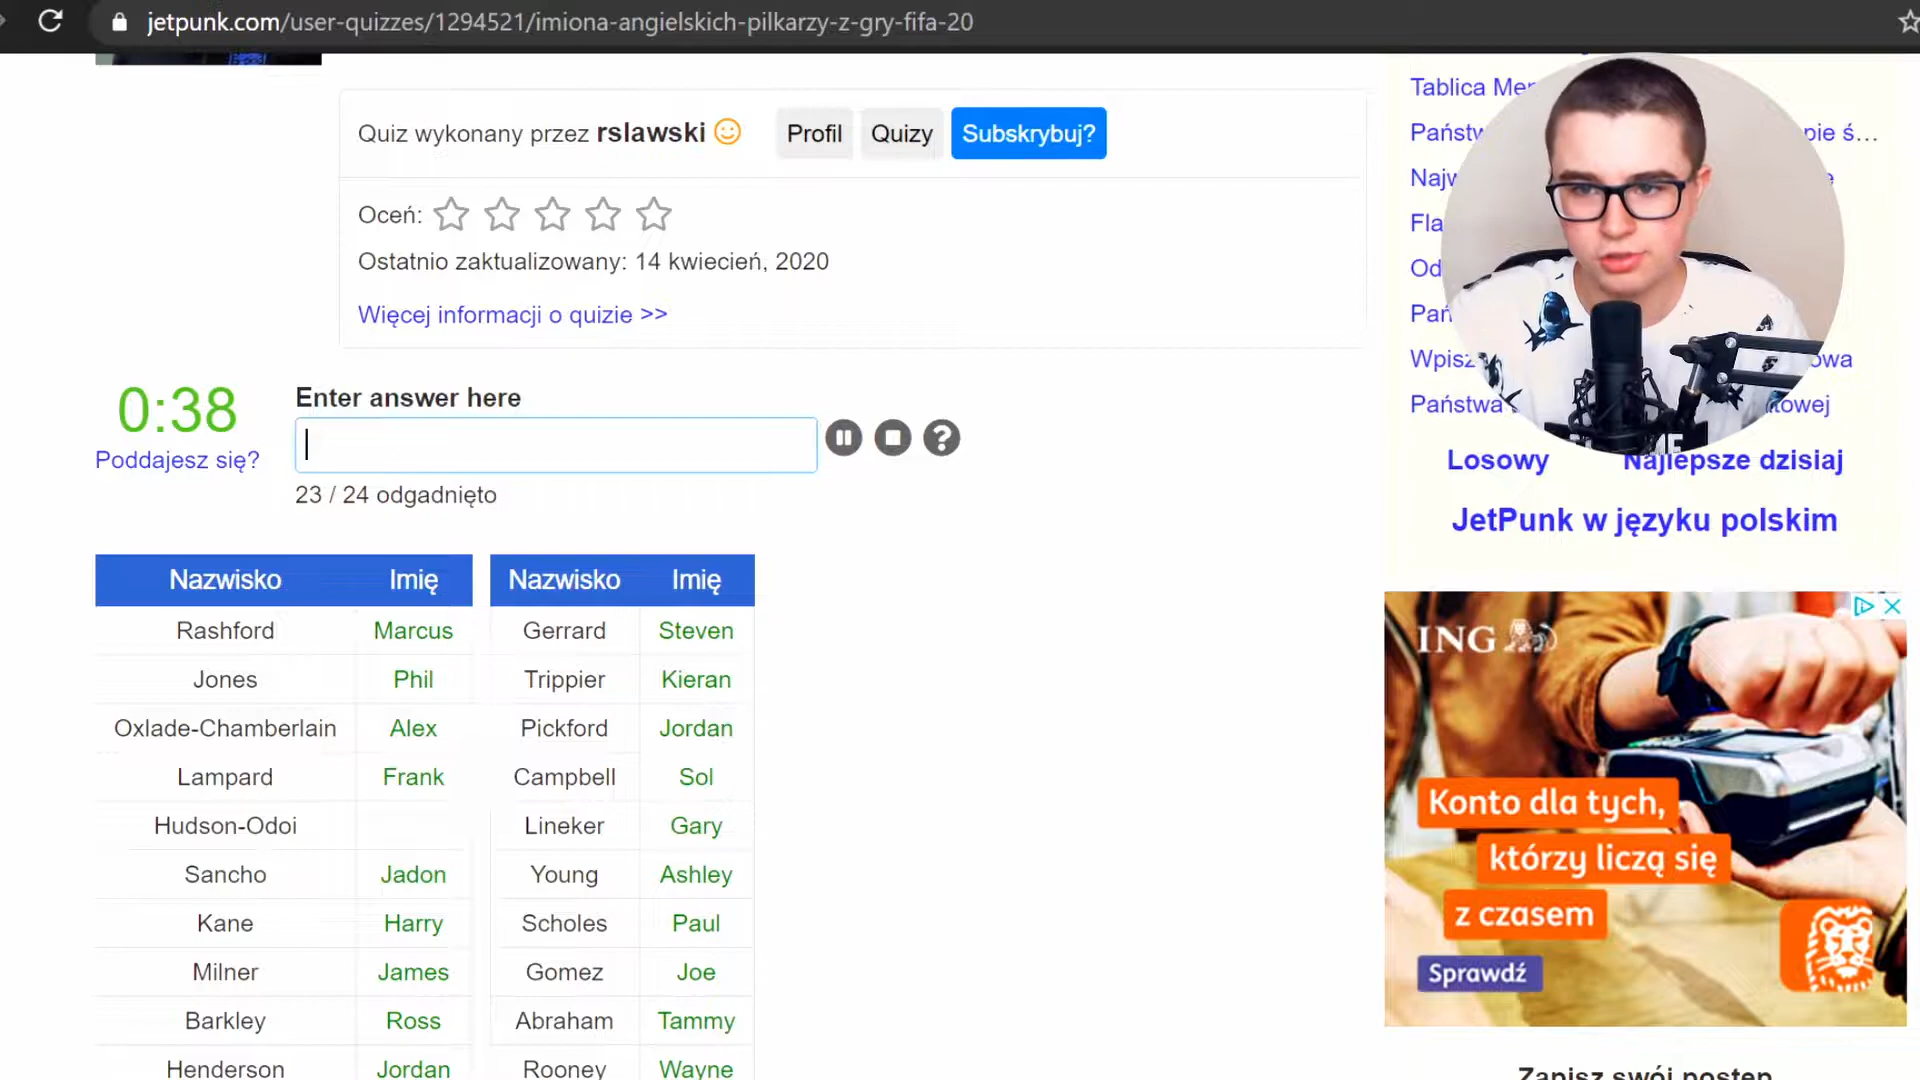 jetpunk.com/user-quizzes/1294521/imiona-angielskich-pilkarzy-z-gry-fifa-20
Quiz wykonany przez rslawski
Profil
Quizy
Subskrybuj?
Oceń:
Ostatnio zaktualizowany: 14 kwiecień, 2020
Więcej informacji o quizie >>
0:38
Poddajesz się?
Enter answer here
23 / 24 odgadnięto
Nazwisko Imię
Rashford Marcus
Jones Phil
Oxlade-Chamberlain Alex
Lampard Frank
Hudson-Odoi
Sancho Jadon
Kane Harry
Milner James
Barkley Ross
Henderson Jordan
Nazwisko Imię
Gerrard Steven
Trippier Kieran
Pickford Jordan
Campbell Sol
Lineker Gary
Young Ashley
Scholes Paul
Gomez Joe
Abraham Tammy
Rooney Wayne
Tablica
Państwa
Losowy
Najlepsze dzisiaj
JetPunk w języku polskim
ING
Konto dla tych,
którzy liczą się
z czasem
Sprawdź
Zapisz swój postęp